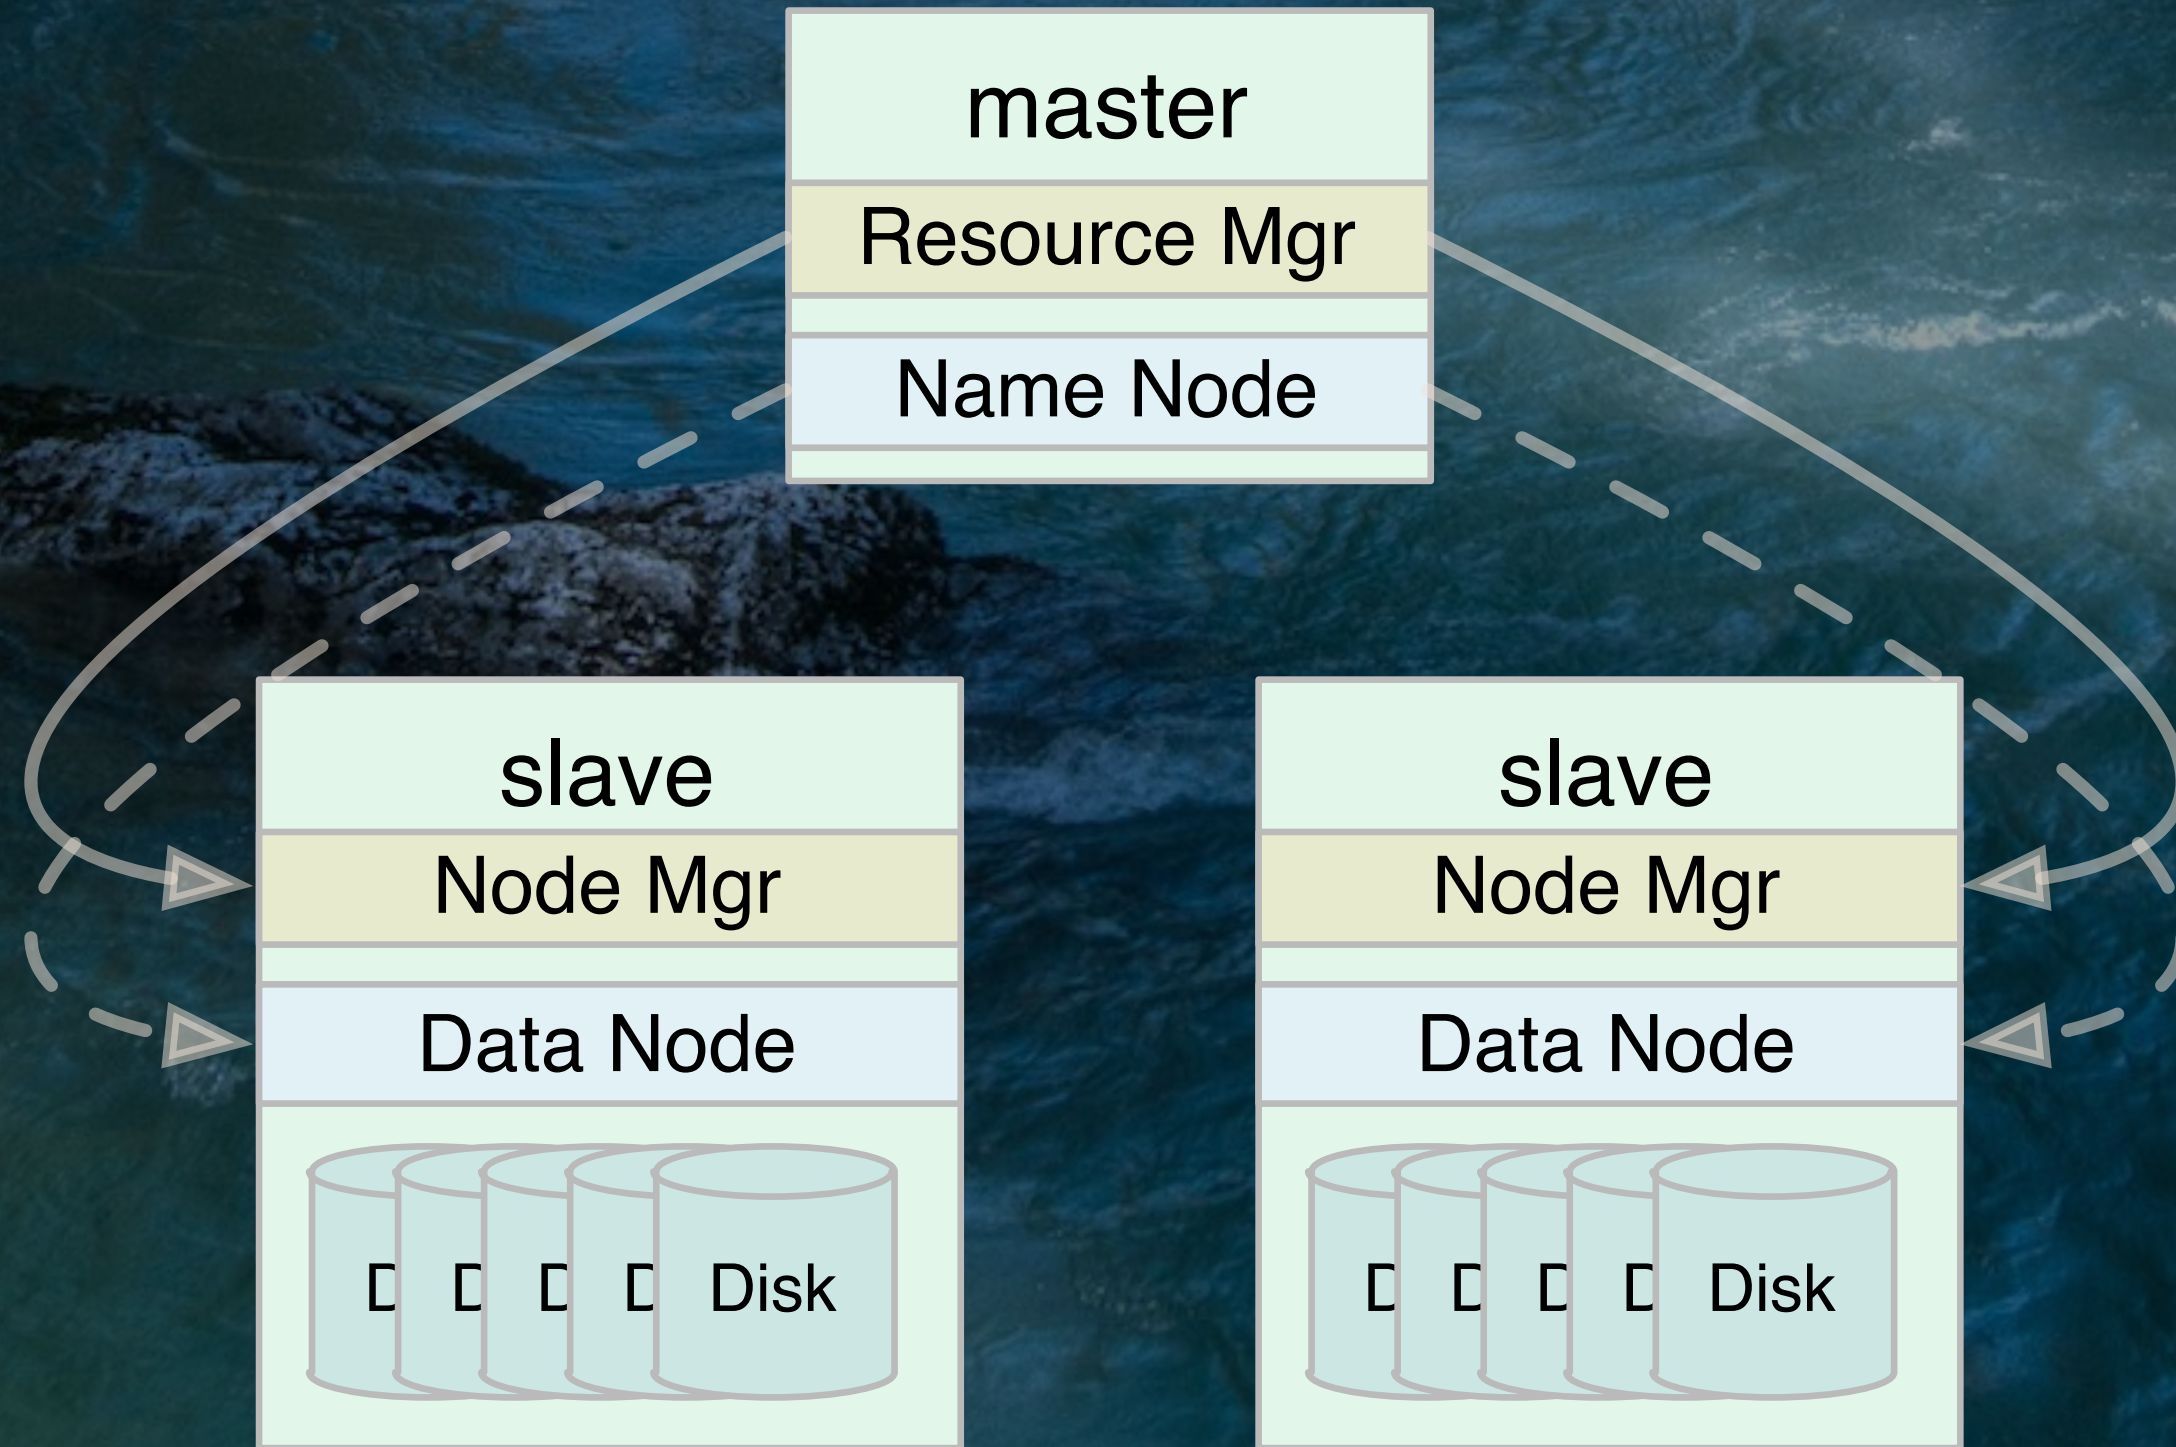 master
Resource Mgr
Name Node
slave
Node Mgr
Data Node
D D D D Disk
slave
Node Mgr
Data Node
D D D D Disk